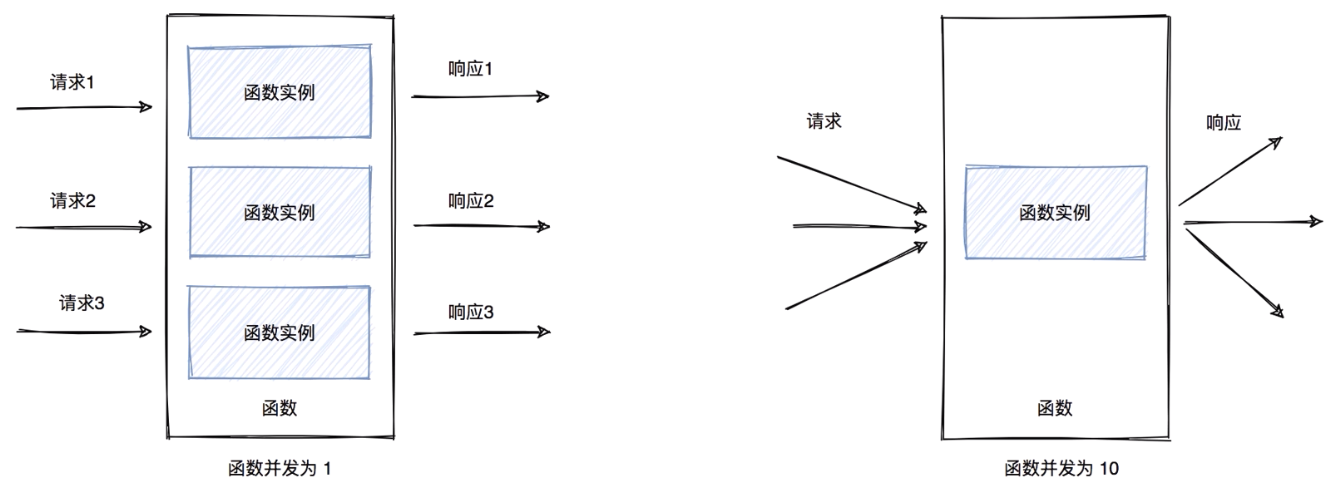 请求1
函数实例
响应1
请求2
函数实例
响应2
请求3
函数实例
响应3
函数
函数并发为 1
请求
函数实例
响应
函数
函数并发为 10